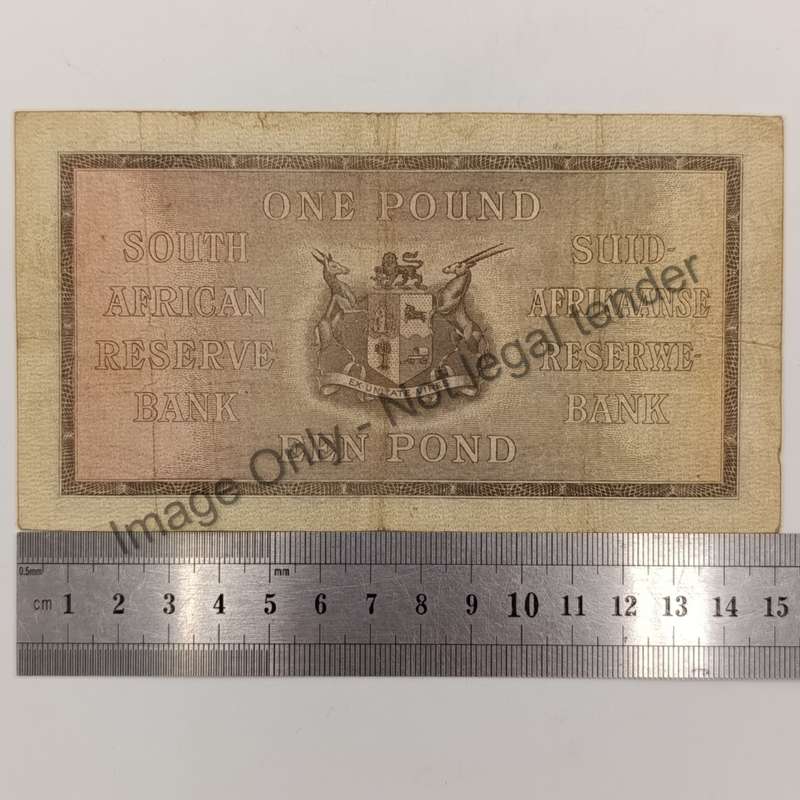 ONE POUND
SOUTH
AFRICAN
RESERVE
BANK
SUID-
AFRIKAANSE
RESERWE-
BANK
EX UNITATE VIRES
EEN POND
Image Only - Not legal tender
0.5mm
mm
cm 1 2 3 4 5 6 7 8 9 10 11 12 13 14 15